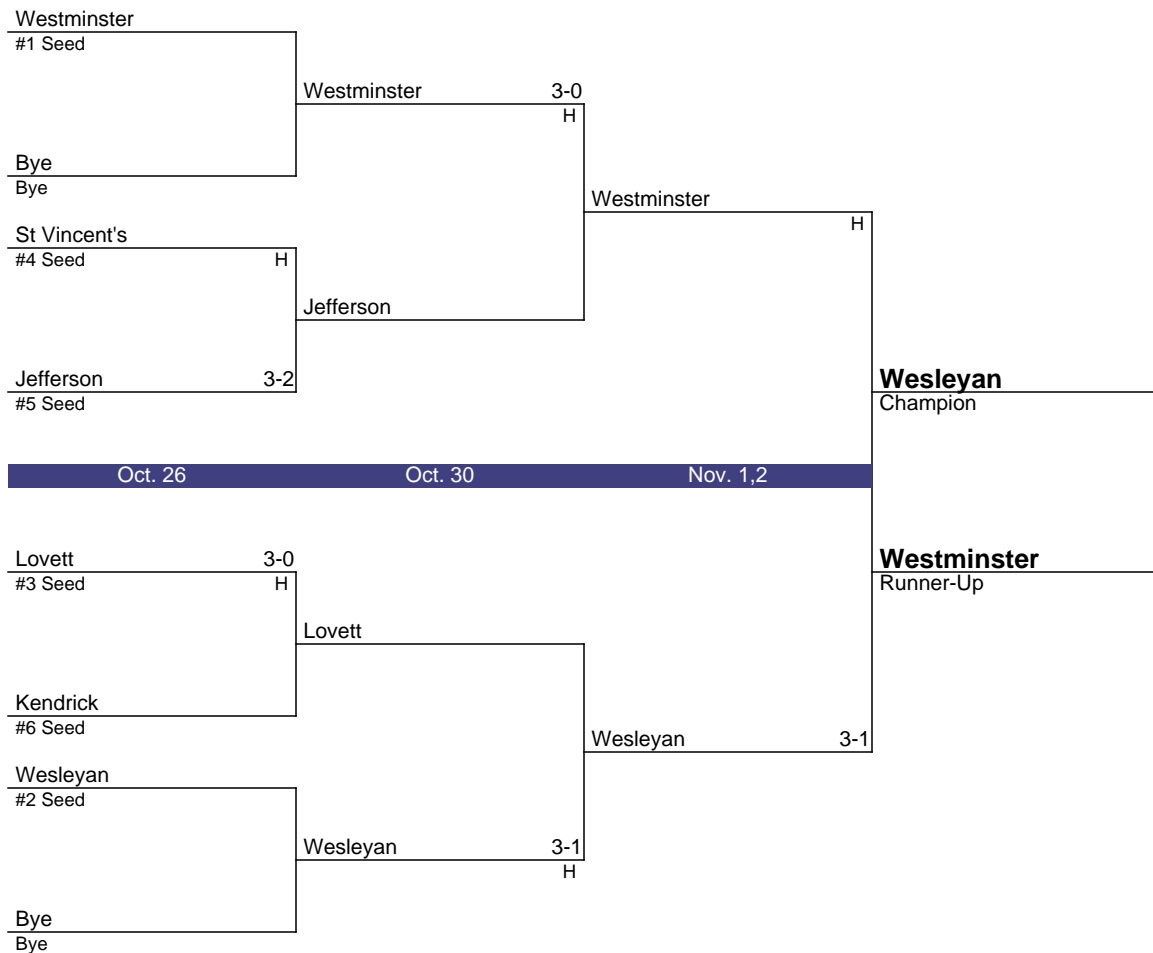 Westminster
#1 Seed
Westminster 3-0
H
Bye
Bye
Westminster
H
St Vincent's
#4 Seed H
Jefferson
Jefferson 3-2
#5 Seed
Wesleyan
Champion
Oct. 26 Oct. 30 Nov. 1,2
Lovett 3-0
#3 Seed H
Westminster
Runner-Up
Lovett
Kendrick
#6 Seed
Wesleyan 3-1
Wesleyan
#2 Seed
Wesleyan 3-1
H
Bye
Bye